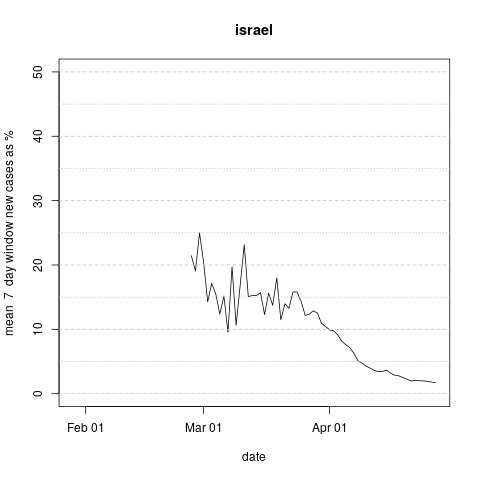 israel
mean 7 day window new cases as %
50
40
30
20
10
0
Feb 01
Mar 01
Apr 01
date